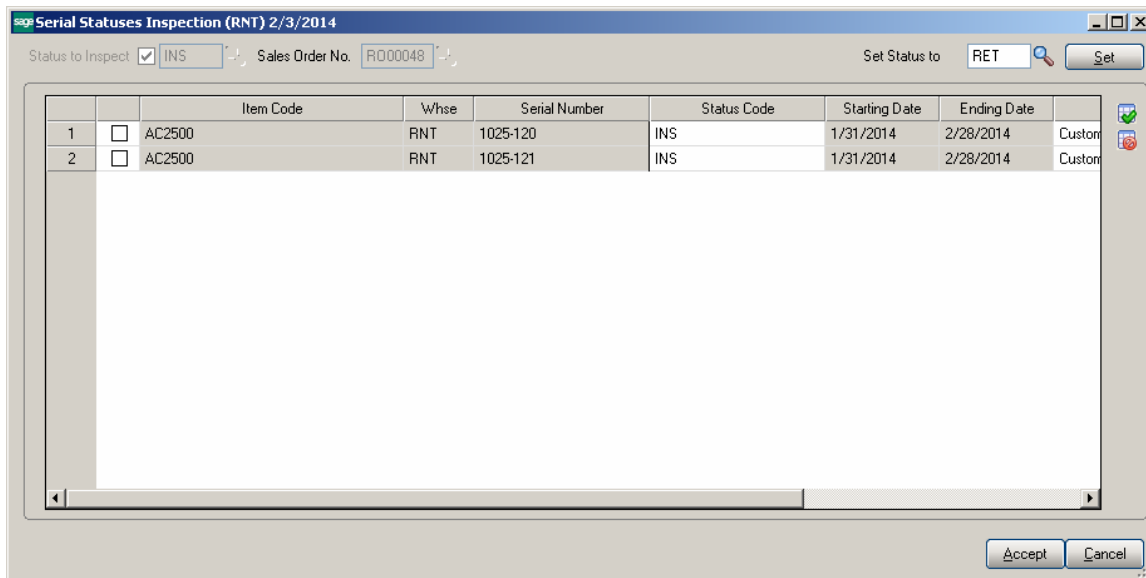 sage Serial Statuses Inspection (RNT) 2/3/2014
Status to Inspect INS Sales Order No. RO00048 Set Status to RET Set
Item Code Whse Serial Number Status Code Starting Date Ending Date
1 AC2500 RNT 1025-120 INS 1/31/2014 2/28/2014 Custom
2 AC2500 RNT 1025-121 INS 1/31/2014 2/28/2014 Custom
Accept Cancel